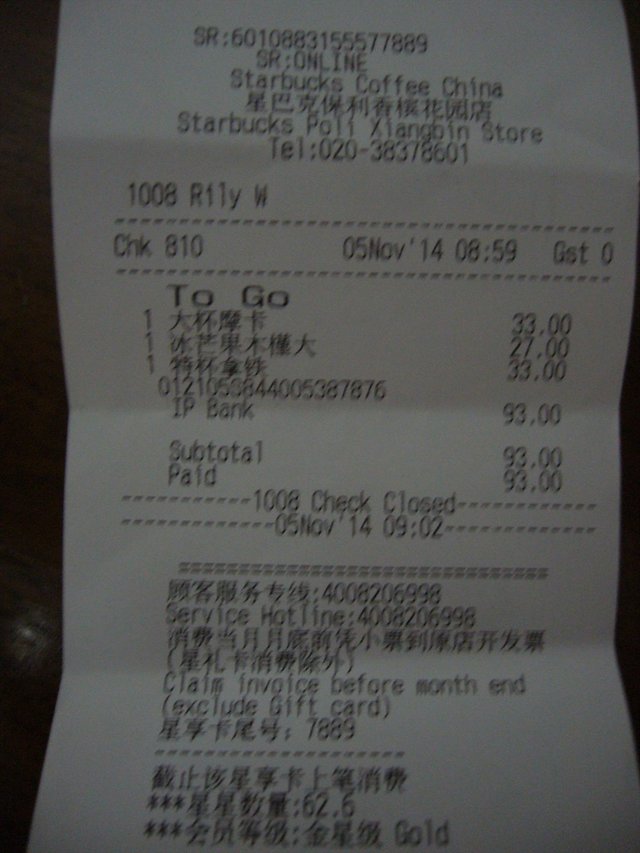 SR:6010883155577889
SR:ONLINE
Starbucks Coffee China
星巴克保利香槟花园店
Starbucks Poli Xiangbin Store
Tel:020-38378601
1008 Rily W
Chk 810 05Nov'14 08:59 Gst 0
To Go
1 大杯摩卡 33.00
1 冰芒果木槿大 27.00
1 特杯拿铁 33.00
01210558844005387876
IP Bank 93.00
Subtotal 93.00
Paid 93.00
-----------1008 Check Closed------------
------------05Nov'14 09:02-------------
==============================
顾客服务专线:4008206998
Service Hotline:4008206998
消费当月月底前凭小票到原店开发票
(星礼卡消费除外)
Claim invoice before month end
(exclude Gift card)
星享卡尾号: 7889
--------------------
截止该星享卡上笔消费
***星星数量:62.6
***会员等级:金星级 Gold